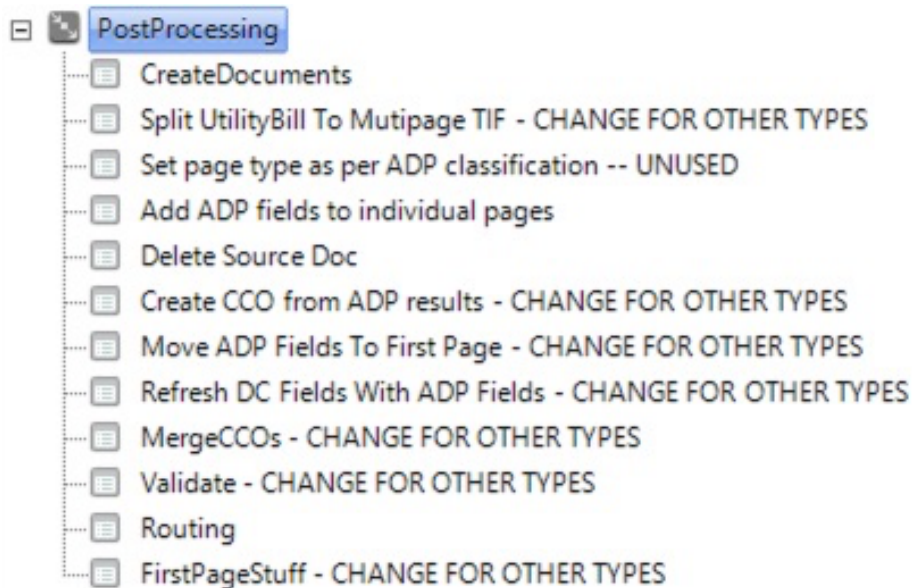 PostProcessing
CreateDocuments
Split UtilityBill To Mutipage TIF - CHANGE FOR OTHER TYPES
Set page type as per ADP classification -- UNUSED
Add ADP fields to individual pages
Delete Source Doc
Create CCO from ADP results - CHANGE FOR OTHER TYPES
Move ADP Fields To First Page - CHANGE FOR OTHER TYPES
Refresh DC Fields With ADP Fields - CHANGE FOR OTHER TYPES
MergeCCOs - CHANGE FOR OTHER TYPES
Validate - CHANGE FOR OTHER TYPES
Routing
FirstPageStuff - CHANGE FOR OTHER TYPES